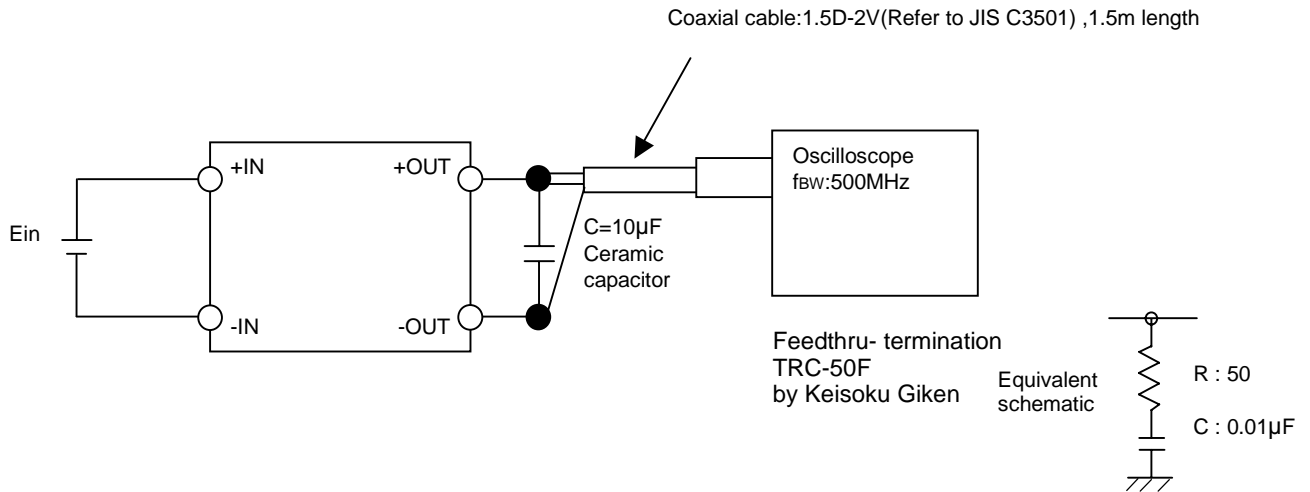 Coaxial cable:1.5D-2V(Refer to JIS C3501) ,1.5m length
+IN
+OUT
Oscilloscope
fBW:500MHz
Ein
C=10µF
Ceramic
capacitor
-IN
-OUT
Feedthru- termination
TRC-50F
by Keisoku Giken
Equivalent
schematic
R : 50
C : 0.01µF